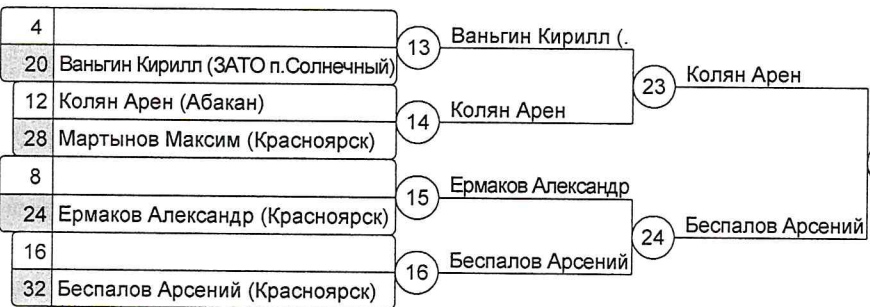 4
20 Ваньгин Кирилл (ЗАТО п.Солнечный)
13
Ваньгин Кирилл (.
12 Колян Арен (Абакан)
28 Мартынов Максим (Красноярск)
14
Колян Арен
23
Колян Арен
8
24 Ермаков Александр (Красноярск)
15
Ермаков Александр
16
32 Беспалов Арсений (Красноярск)
16
Беспалов Арсений
24
Беспалов Арсений